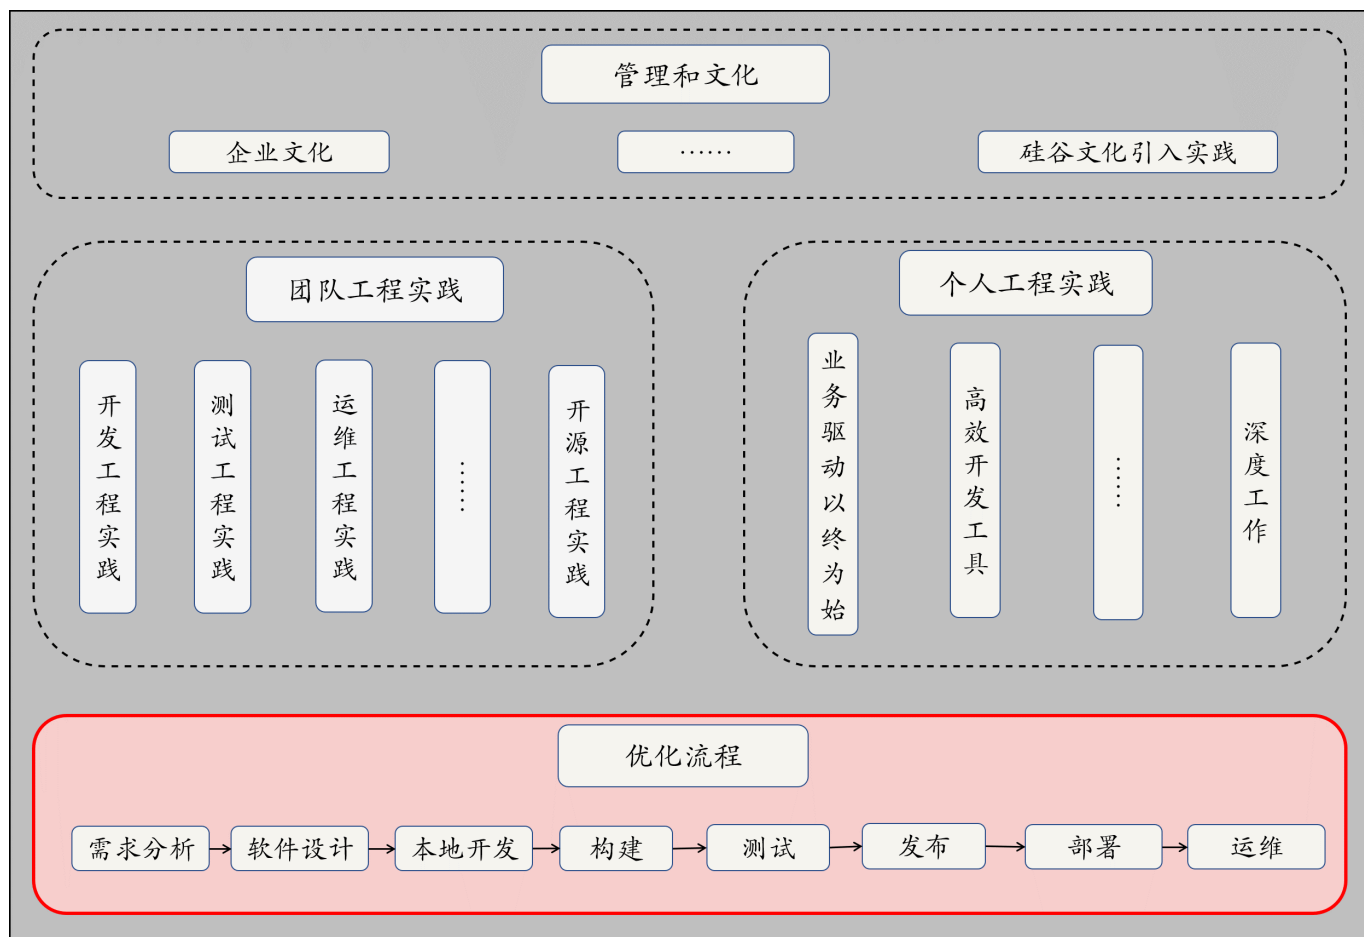 管理和文化
企业文化
……
硅谷文化引入实践
团队工程实践
开发工程实践
测试工程实践
运维工程实践
……
开源工程实践
个人工程实践
业务驱动以终为始
高效开发工具
……
深度工作
优化流程
需求分析
软件设计
本地开发
构建
测试
发布
部署
运维